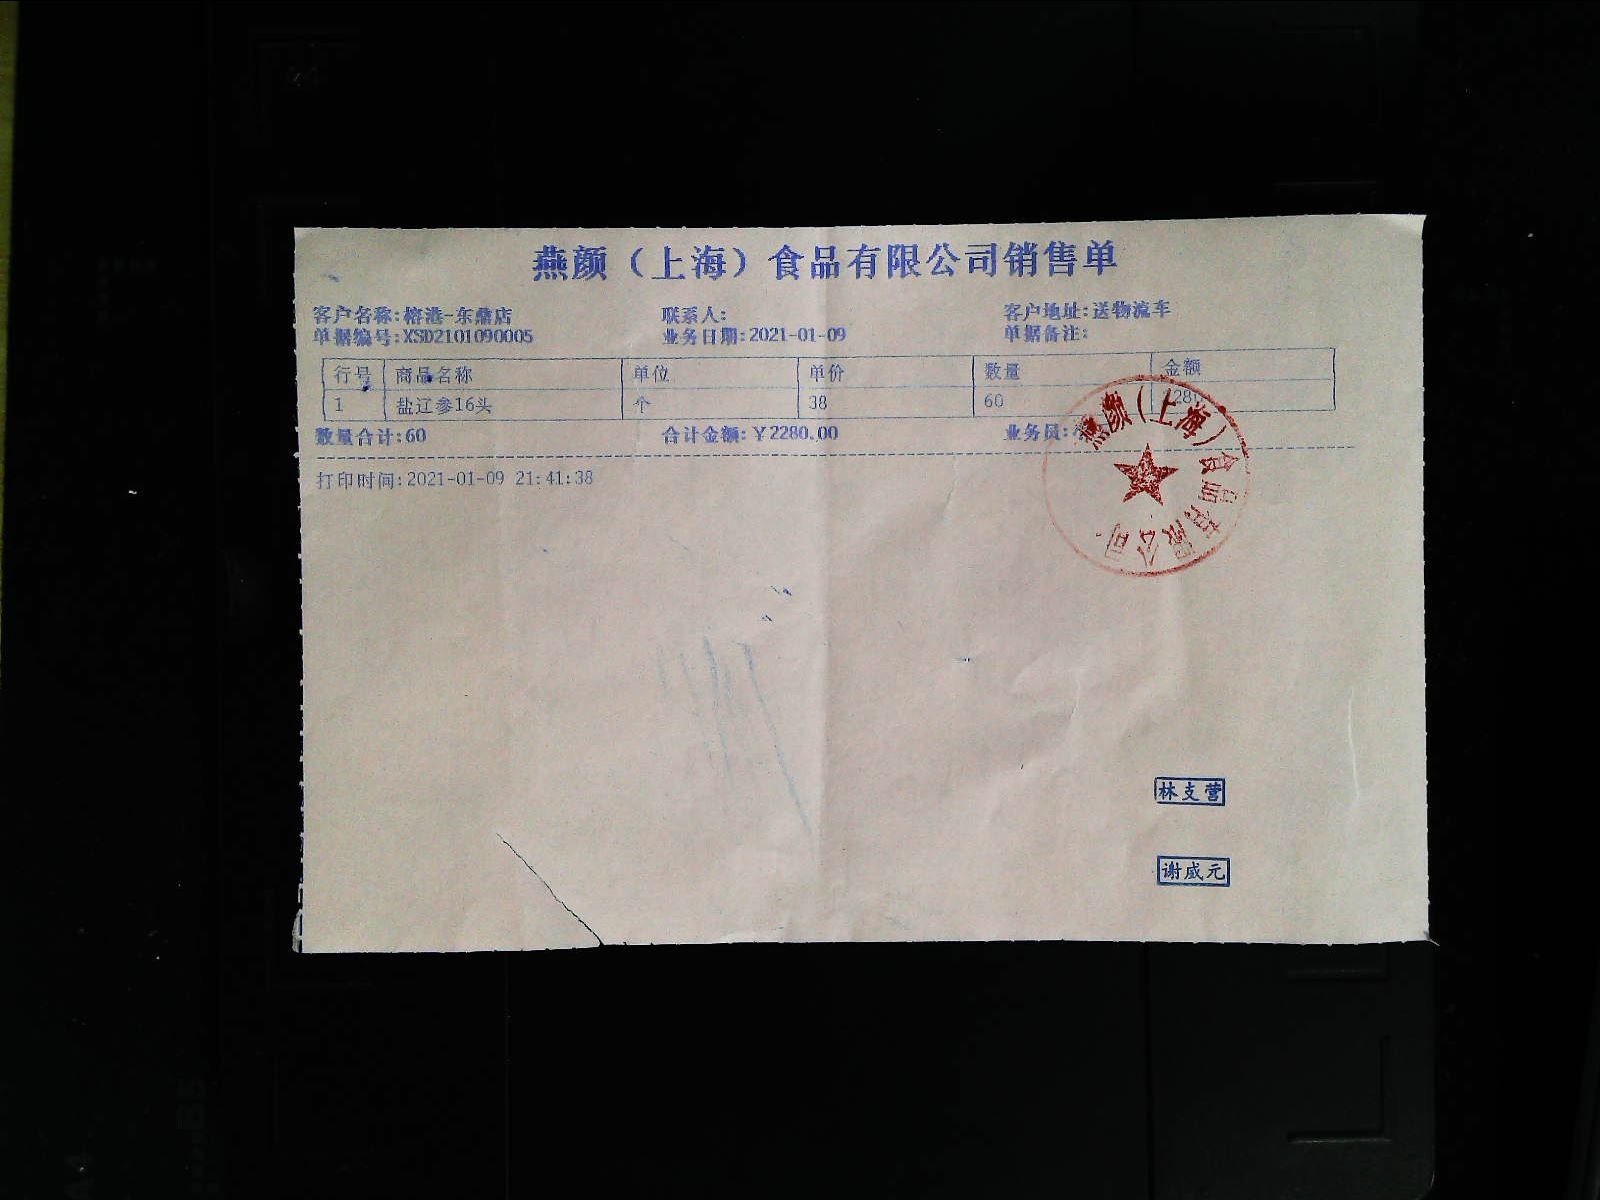 燕颜（上海）食品有限公司销售单
客户名称:榕港-东鼎店 联系人: 客户地址:送物流车
单据编号:XSD2101090005 业务日期:2021-01-09 单据备注:
行号 商品名称 单位 单价 数量 金额
1 盐辽参16头 个 38 60
数量合计:60 合计金额:￥2280.00 业务员:
打印时间:2021-01-09 21:41:38
燕颜（上海）食品有限公司
林支营
谢威元